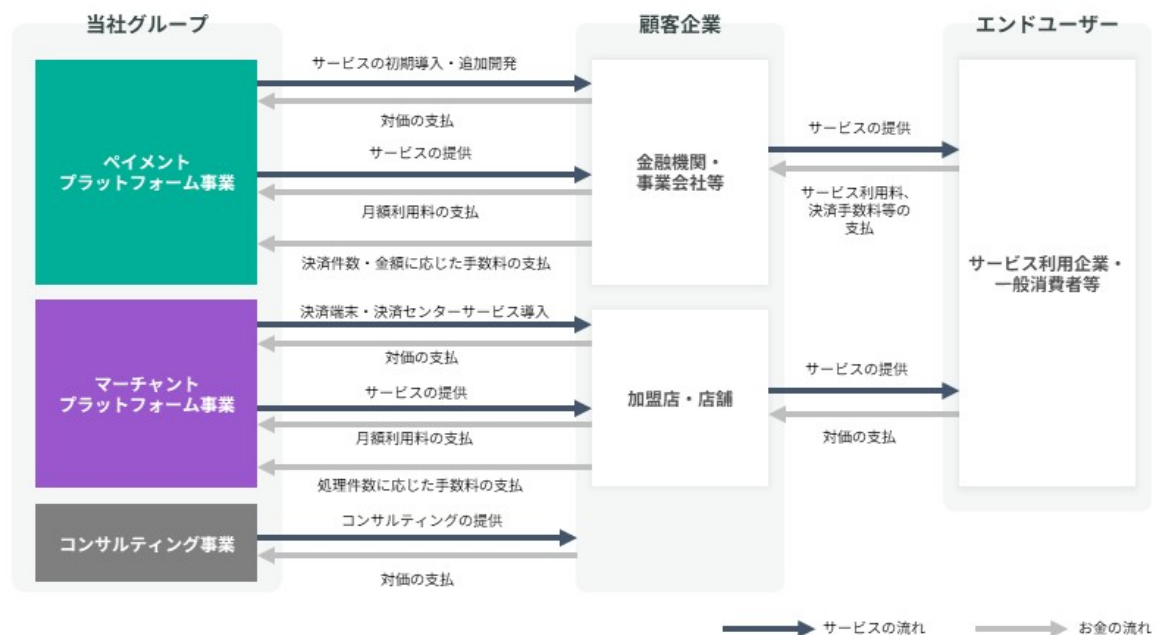 当社グループ
顧客企業
エンドユーザー
サービスの初期導入・追加開発
対価の支払
ペイメント
プラットフォーム事業
サービスの提供
月額利用料の支払
決済件数・金額に応じた手数料の支払
金融機関・
事業会社等
サービスの提供
サービス利用料、
決済手数料等の
支払
サービス利用企業・
一般消費者等
決済端末・決済センターサービス導入
対価の支払
マーチャント
プラットフォーム事業
サービスの提供
月額利用料の支払
処理件数に応じた手数料の支払
加盟店・店舗
サービスの提供
対価の支払
コンサルティング事業
コンサルティングの提供
対価の支払
サービスの流れ
お金の流れ